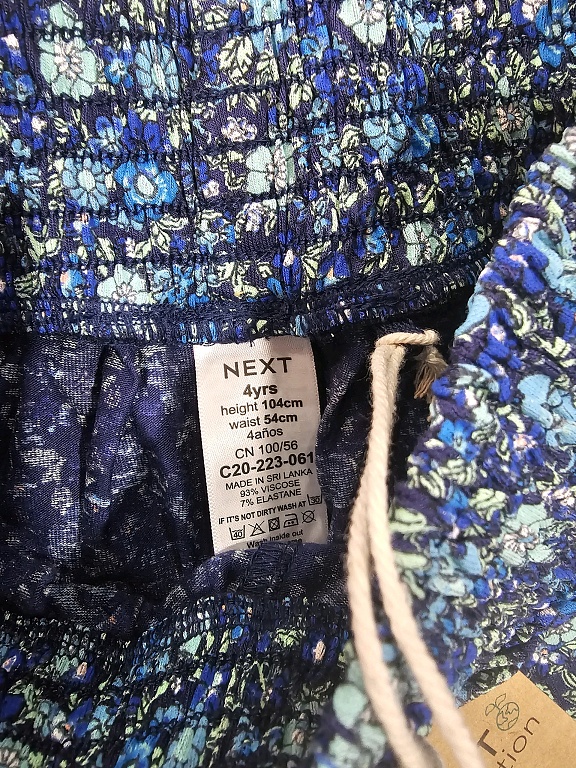 NEXT
4yrs
height 104cm
waist 54cm
4años
CN 100/56
C20-223-061
MADE IN SRI LANKA
93% VISCOSE
7% ELASTANE
IF IT'S NOT DIRTY WASH AT 30
40
Wash inside out